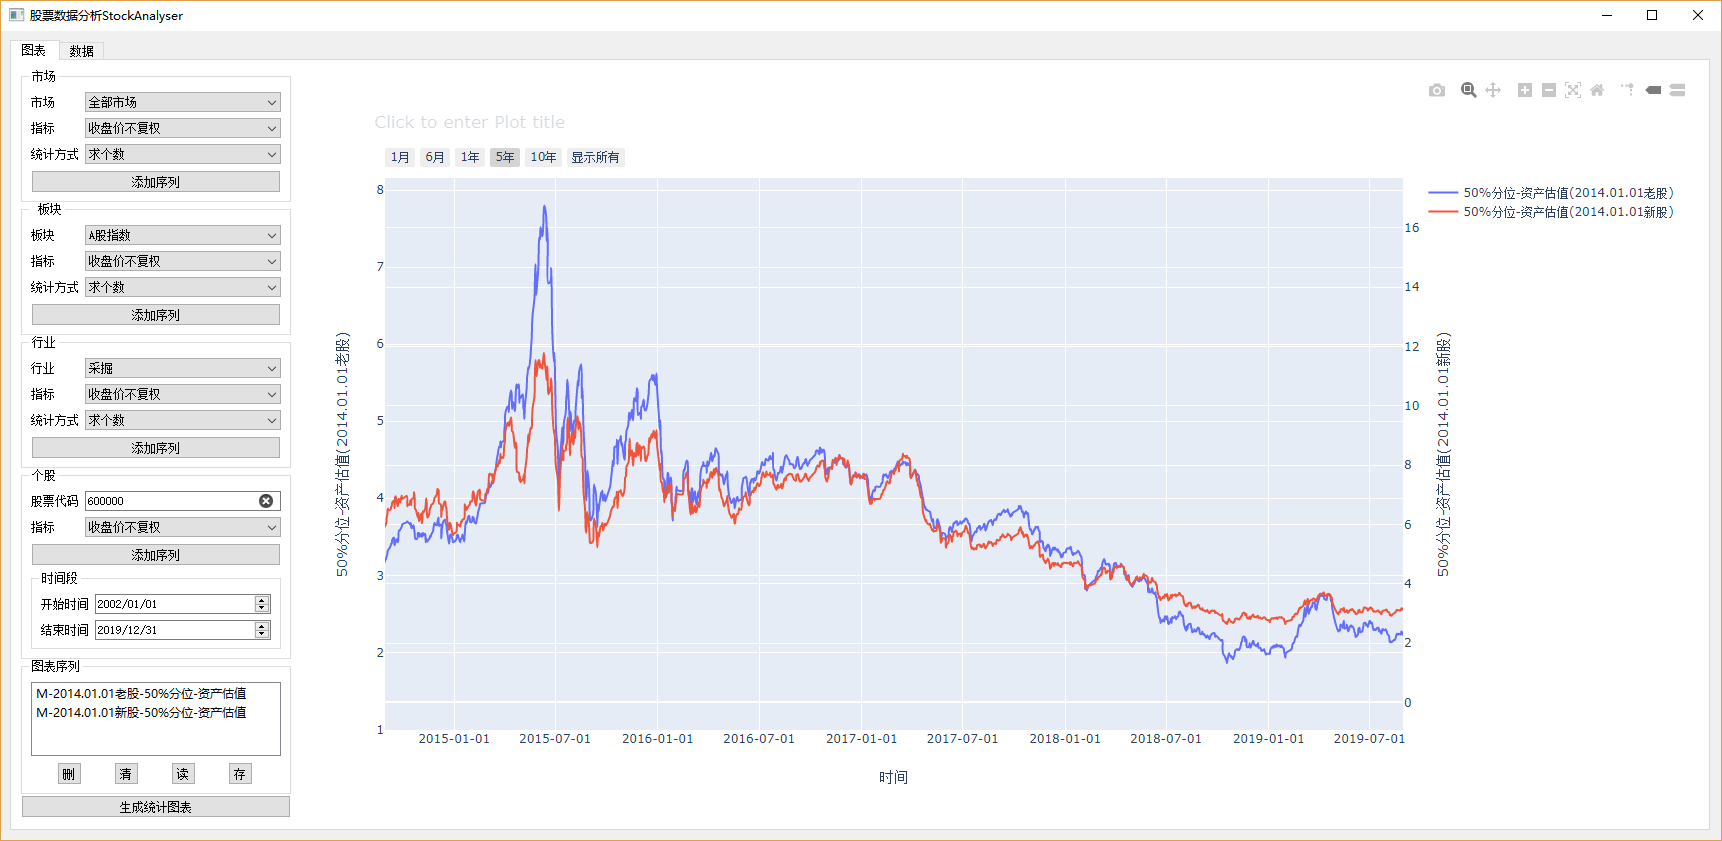 股票数据分析StockAnalyser
图表 数据
市场
市场 全部市场
指标 收盘价不复权
统计方式 求个数
添加序列
板块
板块 A股指数
指标 收盘价不复权
统计方式 求个数
添加序列
行业
行业 采掘
指标 收盘价不复权
统计方式 求个数
添加序列
个股
股票代码 600000
指标 收盘价不复权
添加序列
时间段
开始时间 2002/01/01
结束时间 2019/12/31
图表序列
M-2014.01.01老股-50%分位-资产估值
M-2014.01.01新股-50%分位-资产估值
删 清 读 存
生成统计图表
Click to enter Plot title
1月 6月 1年 5年 10年 显示所有
50%分位-资产估值(2014.01.01老股)
50%分位-资产估值(2014.01.01新股)
8
7
6
5
4
3
2
1
50%分位-资产估值(2014.01.01老股)
16
14
12
10
8
6
4
2
0
50%分位-资产估值(2014.01.01新股)
2015-01-01 2015-07-01 2016-01-01 2016-07-01 2017-01-01 2017-07-01 2018-01-01 2018-07-01 2019-01-01 2019-07-01
时间